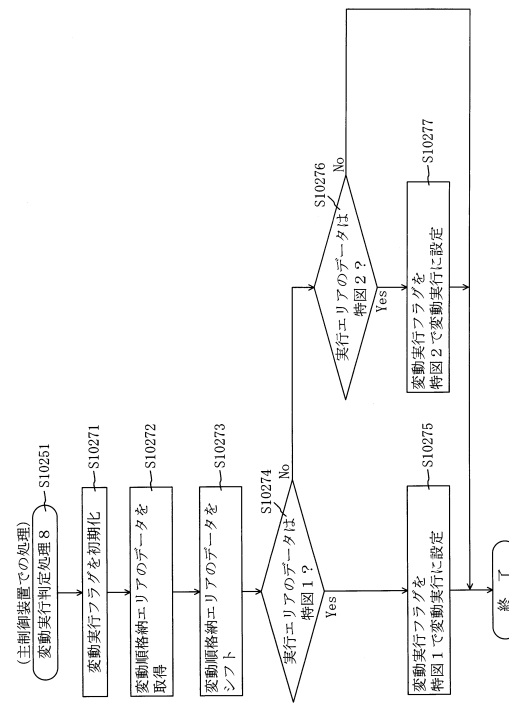 (主制御装置での処理)
変動実行判定処理8
S10251
変動実行フラグを初期化
S10271
変動順格納エリアのデータを
取得
S10272
変動順格納エリアのデータを
シフト
S10273
実行エリアのデータは
特図1?
S10274
No
Yes
変動実行フラグを
特図1で変動実行に設定
S10275
実行エリアのデータは
特図2?
S10276
No
Yes
変動実行フラグを
特図2で変動実行に設定
S10277
終 了